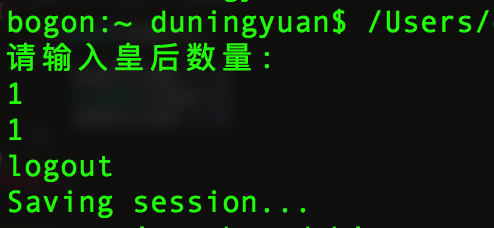 bogon:~ duningyuan$ /Users/
请输入皇后数量：
1
1
logout
Saving session...